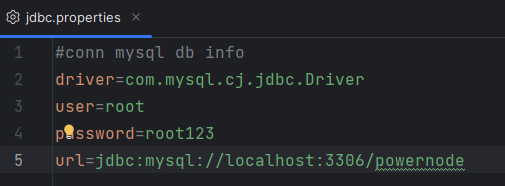 jdbc.properties
1 #conn mysql db info
2 driver=com.mysql.cj.jdbc.Driver
3 user=root
4 password=root123
5 url=jdbc:mysql://localhost:3306/powernode